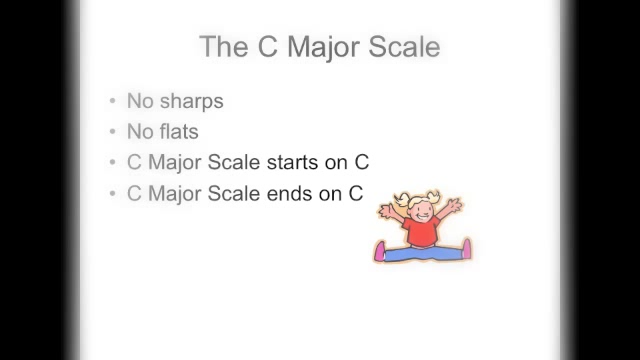 The C Major Scale
• No sharps
• No flats
• C Major Scale starts on C
• C Major Scale ends on C